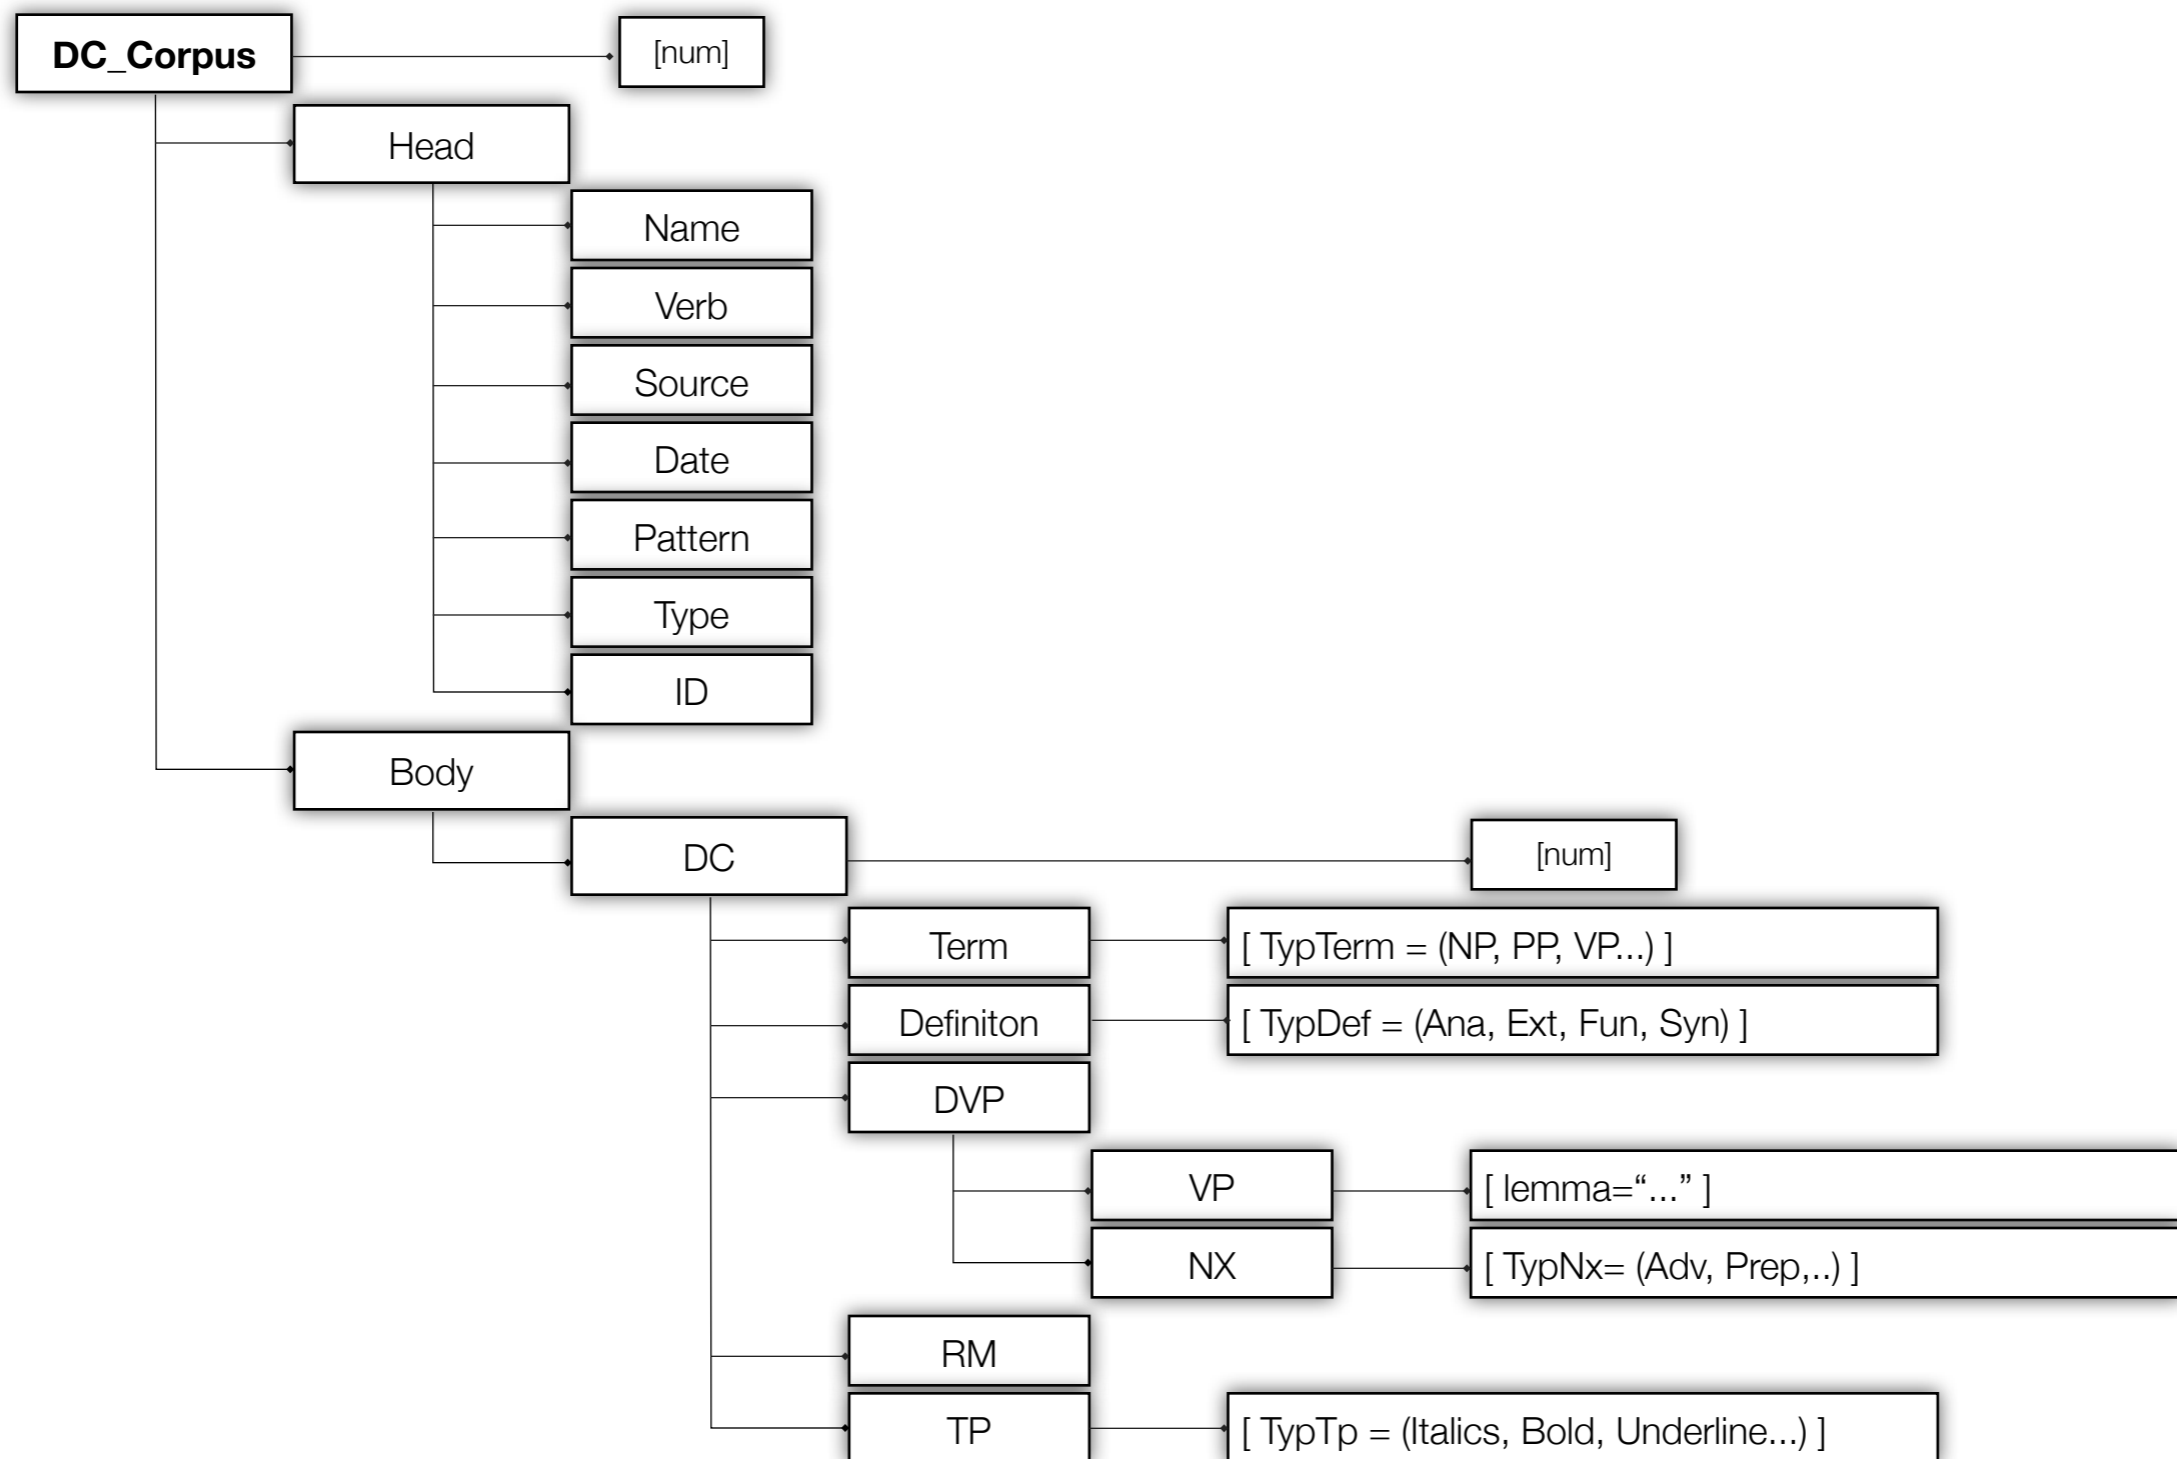 DC_Corpus [num]
Head
Name
Verb
Source
Date
Pattern
Type
ID
Body
DC [num]
Term [ TypTerm = (NP, PP, VP...) ]
Definiton [ TypDef = (Ana, Ext, Fun, Syn) ]
DVP
VP [ lemma=“...” ]
NX [ TypNx= (Adv, Prep,..) ]
RM
TP [ TypTp = (Italics, Bold, Underline...) ]